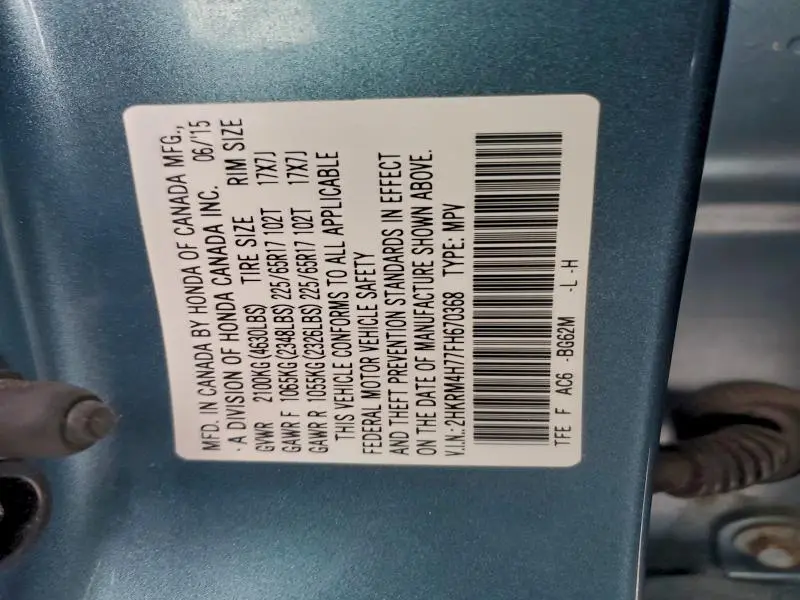 MFD. IN CANADA BY HONDA OF CANADA MFG.,
- A DIVISION OF HONDA CANADA INC. 06/'15
GVWR 2100KG(4630LBS) TIRE SIZE RIM SIZE
GAWR F 1065KG(2348LBS) 225/65R17 102T 17X7J
GAWR R 1055KG(2326LBS) 225/65R17 102T 17X7J
THIS VEHICLE CONFORMS TO ALL APPLICABLE
FEDERAL MOTOR VEHICLE SAFETY
AND THEFT PREVENTION STANDARDS IN EFFECT
ON THE DATE OF MANUFACTURE SHOWN ABOVE.
V.I.N.:2HKRM4H77FH670368 TYPE: MPV
TFE F AC6 -BG62M -L -H